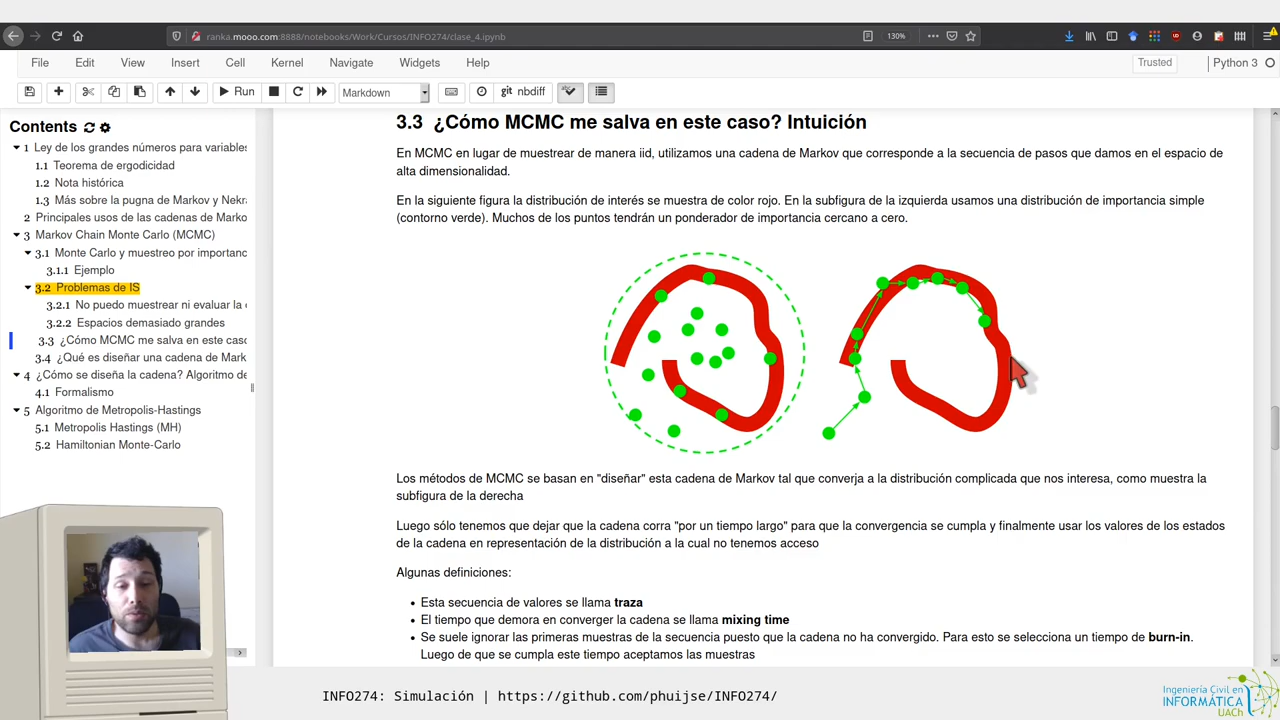 ranka.mooo.com:8888/notebooks/Work/Cursos/INFO274/clase_4.ipynb
130%
File Edit View Insert Cell Kernel Navigate Widgets Help
Trusted
Python 3
Run
Markdown
git nbdiff
Contents
1 Ley de los grandes números para variables
1.1 Teorema de ergodicidad
1.2 Nota histórica
1.3 Más sobre la pugna de Markov y Nekra
2 Principales usos de las cadenas de Marko
3 Markov Chain Monte Carlo (MCMC)
3.1 Monte Carlo y muestreo por importanc
3.1.1 Ejemplo
3.2 Problemas de IS
3.2.1 No puedo muestrear ni evaluar la
3.2.2 Espacios demasiado grandes
3.3 ¿Cómo MCMC me salva en este caso
3.4 ¿Qué es diseñar una cadena de Mark
4 ¿Cómo se diseña la cadena? Algoritmo de
4.1 Formalismo
5 Algoritmo de Metropolis-Hastings
5.1 Metropolis Hastings (MH)
5.2 Hamiltonian Monte-Carlo
3.3 ¿Cómo MCMC me salva en este caso? Intuición
En MCMC en lugar de muestrear de manera iid, utilizamos una cadena de Markov que corresponde a la secuencia de pasos que damos en el espacio de
alta dimensionalidad.
En la siguiente figura la distribución de interés se muestra de color rojo. En la subfigura de la izquierda usamos una distribución de importancia simple
(contorno verde). Muchos de los puntos tendrán un ponderador de importancia cercano a cero.
Los métodos de MCMC se basan en "diseñar" esta cadena de Markov tal que converja a la distribución complicada que nos interesa, como muestra la
subfigura de la derecha
Luego sólo tenemos que dejar que la cadena corra "por un tiempo largo" para que la convergencia se cumpla y finalmente usar los valores de los estados
de la cadena en representación de la distribución a la cual no tenemos acceso
Algunas definiciones:
Esta secuencia de valores se llama traza
El tiempo que demora en converger la cadena se llama mixing time
Se suele ignorar las primeras muestras de la secuencia puesto que la cadena no ha convergido. Para esto se selecciona un tiempo de burn-in.
Luego de que se cumpla este tiempo aceptamos las muestras
INFO274: Simulación | https://github.com/phuijse/INFO274/
Ingeniería Civil en
INFORMÁTICA
UACh